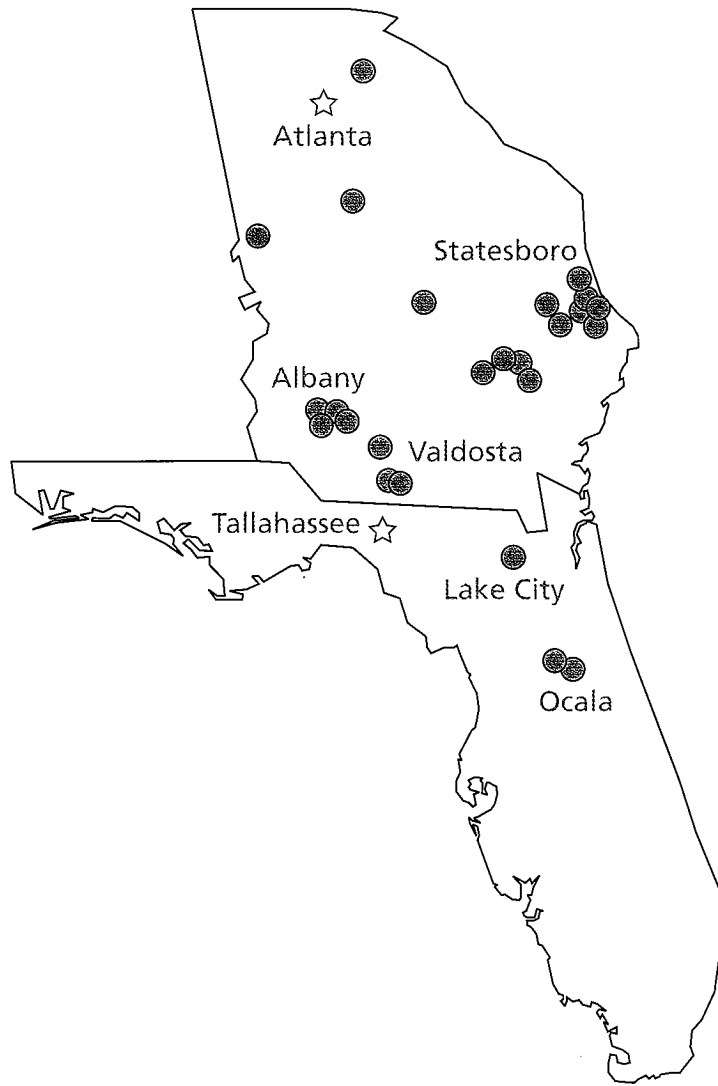 Atlanta
Statesboro
Albany
Valdosta
Tallahassee
Lake City
Ocala